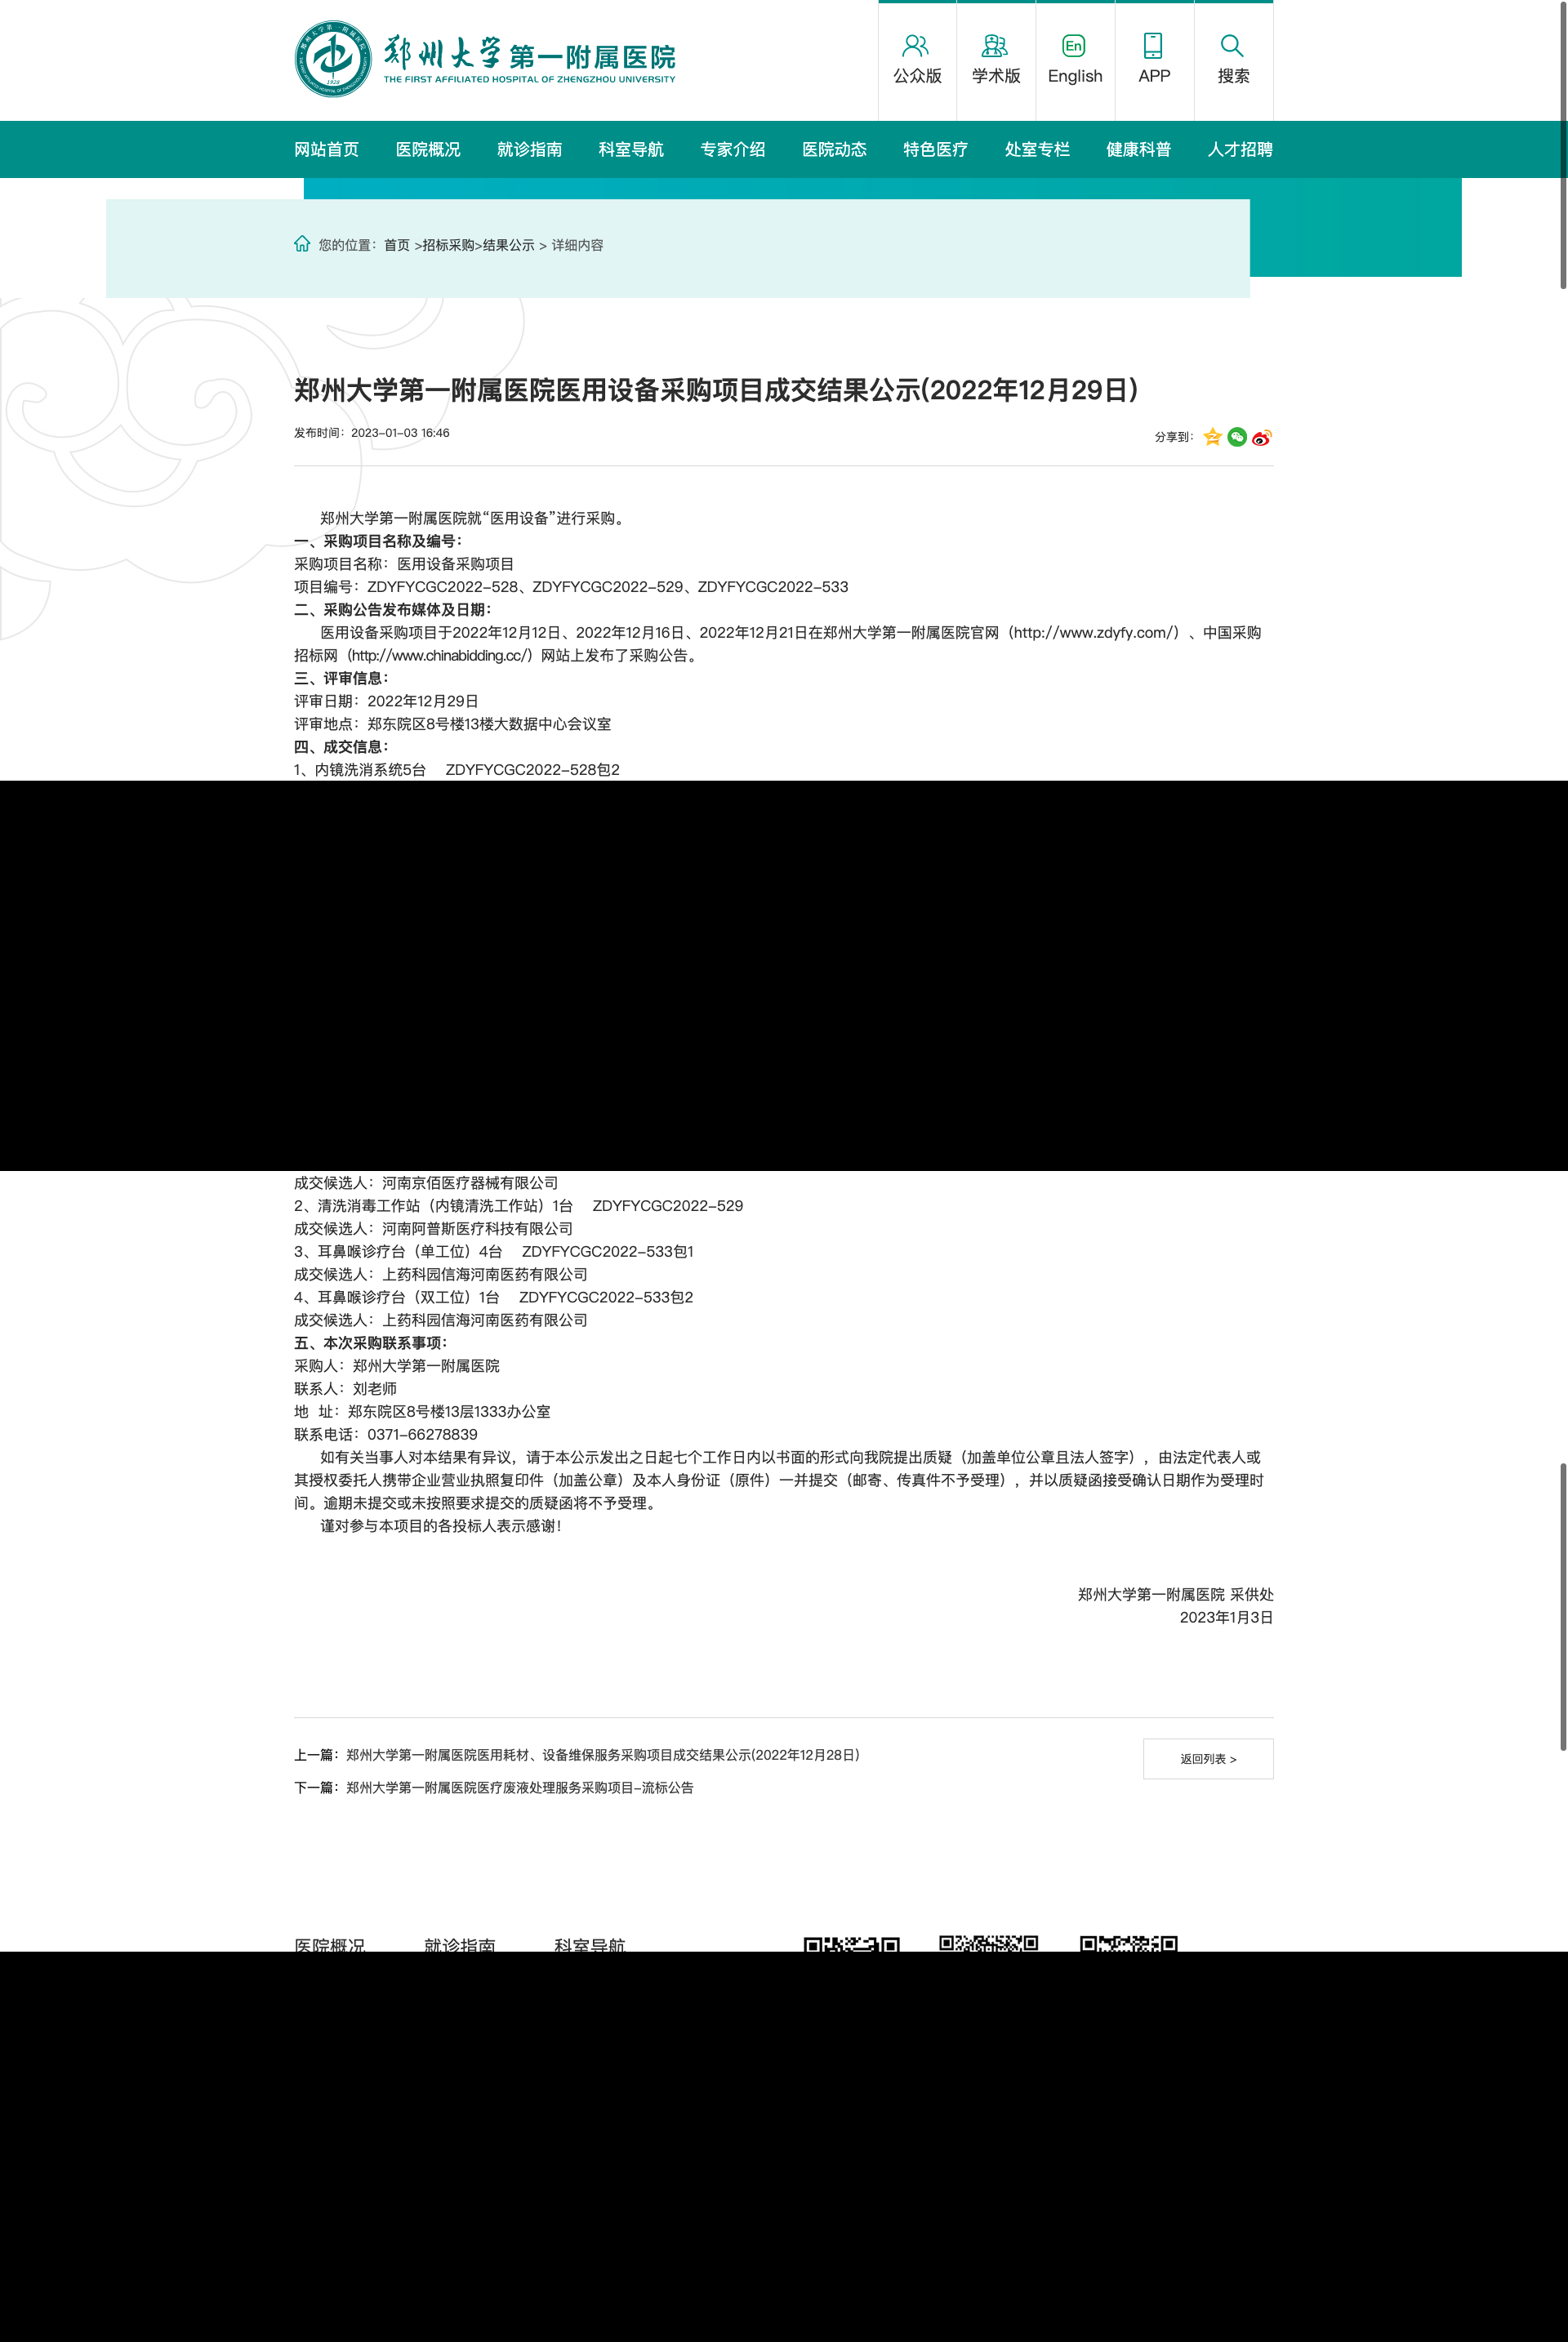 郑州大学第一附属医院
THE FIRST AFFILIATED HOSPITAL OF ZHENGZHOU UNIVERSITY
公众版
学术版
En
English
APP
搜索
网站首页 医院概况 就诊指南 科室导航 专家介绍 医院动态 特色医疗 处室专栏 健康科普 人才招聘
您的位置：首页 >招标采购>结果公示 > 详细内容
郑州大学第一附属医院医用设备采购项目成交结果公示(2022年12月29日)
发布时间：2023-01-03 16:46
分享到：
郑州大学第一附属医院就“医用设备”进行采购。
一、采购项目名称及编号：
采购项目名称：医用设备采购项目
项目编号：ZDYFYCGC2022-528、ZDYFYCGC2022-529、ZDYFYCGC2022-533
二、采购公告发布媒体及日期：
医用设备采购项目于2022年12月12日、2022年12月16日、2022年12月21日在郑州大学第一附属医院官网（http://www.zdyfy.com/）、中国采购
招标网（http://www.chinabidding.cc/）网站上发布了采购公告。
三、评审信息：
评审日期：2022年12月29日
评审地点：郑东院区8号楼13楼大数据中心会议室
四、成交信息：
1、内镜洗消系统5台 ZDYFYCGC2022-528包2
成交候选人：河南京佰医疗器械有限公司
2、清洗消毒工作站（内镜清洗工作站）1台 ZDYFYCGC2022-529
成交候选人：河南阿普斯医疗科技有限公司
3、耳鼻喉诊疗台（单工位）4台 ZDYFYCGC2022-533包1
成交候选人：上药科园信海河南医药有限公司
4、耳鼻喉诊疗台（双工位）1台 ZDYFYCGC2022-533包2
成交候选人：上药科园信海河南医药有限公司
五、本次采购联系事项：
采购人：郑州大学第一附属医院
联系人：刘老师
地 址：郑东院区8号楼13层1333办公室
联系电话：0371-66278839
如有关当事人对本结果有异议，请于本公示发出之日起七个工作日内以书面的形式向我院提出质疑（加盖单位公章且法人签字），由法定代表人或
其授权委托人携带企业营业执照复印件（加盖公章）及本人身份证（原件）一并提交（邮寄、传真件不予受理），并以质疑函接受确认日期作为受理时
间。逾期未提交或未按照要求提交的质疑函将不予受理。
谨对参与本项目的各投标人表示感谢！
郑州大学第一附属医院 采供处
2023年1月3日
上一篇：郑州大学第一附属医院医用耗材、设备维保服务采购项目成交结果公示(2022年12月28日)
返回列表 >
下一篇：郑州大学第一附属医院医疗废液处理服务采购项目-流标公告
医院概况 就诊指南 科室导航